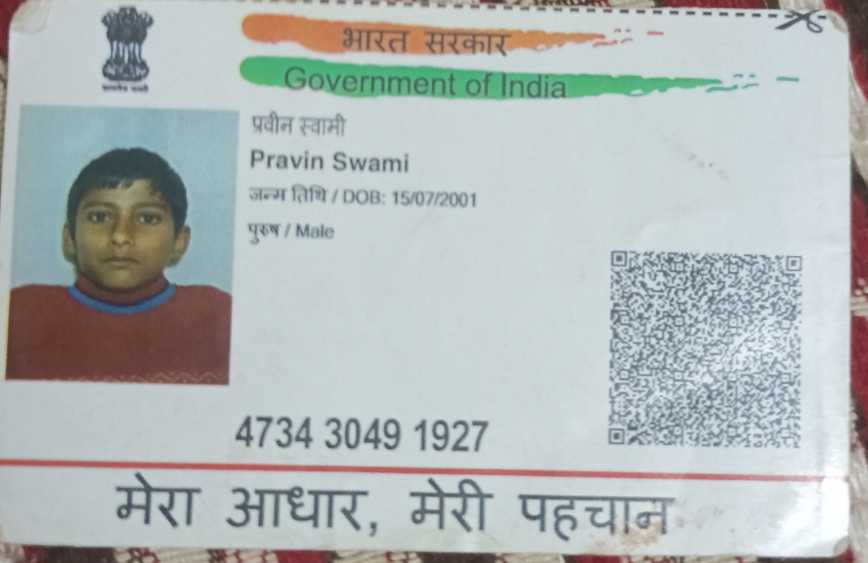 भारत सरकार
Government of India
प्रवीन स्वामी
Pravin Swami
जन्म तिथि / DOB: 15/07/2001
पुरुष / Male
4734 3049 1927
मेरा आधार, मेरी पहचान